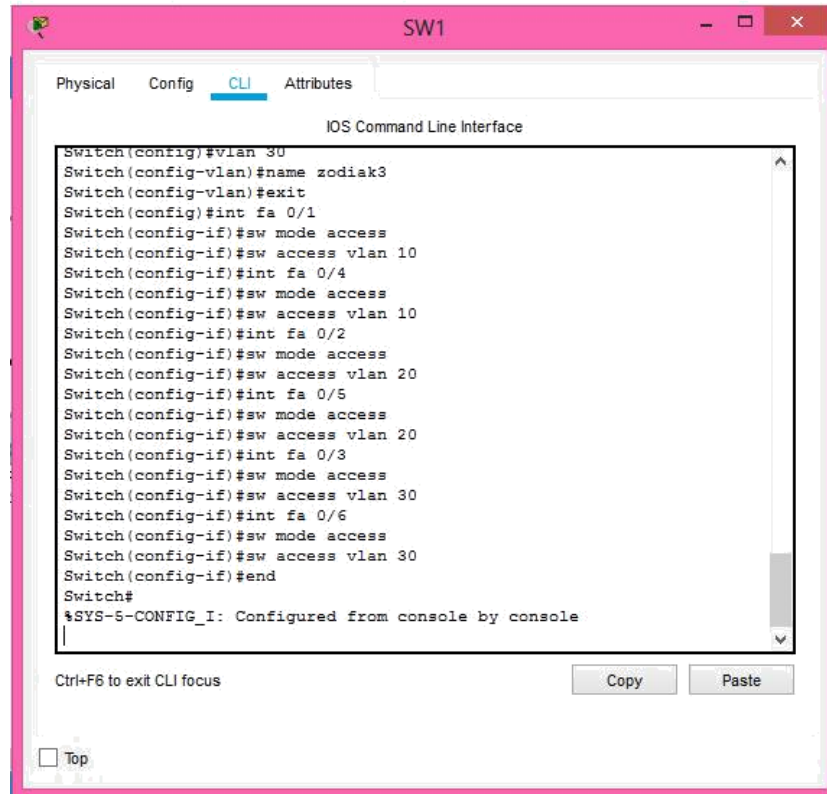 SW1
Physical Config CLI Attributes
IOS Command Line Interface
Switch(config)#vlan 30
Switch(config-vlan)#name zodiak3
Switch(config-vlan)#exit
Switch(config)#int fa 0/1
Switch(config-if)#sw mode access
Switch(config-if)#sw access vlan 10
Switch(config-if)#int fa 0/4
Switch(config-if)#sw mode access
Switch(config-if)#sw access vlan 10
Switch(config-if)#int fa 0/2
Switch(config-if)#sw mode access
Switch(config-if)#sw access vlan 20
Switch(config-if)#int fa 0/5
Switch(config-if)#sw mode access
Switch(config-if)#sw access vlan 20
Switch(config-if)#int fa 0/3
Switch(config-if)#sw mode access
Switch(config-if)#sw access vlan 30
Switch(config-if)#int fa 0/6
Switch(config-if)#sw mode access
Switch(config-if)#sw access vlan 30
Switch(config-if)#end
Switch#
%SYS-5-CONFIG_I: Configured from console by console
Ctrl+F6 to exit CLI focus
Copy Paste
Top